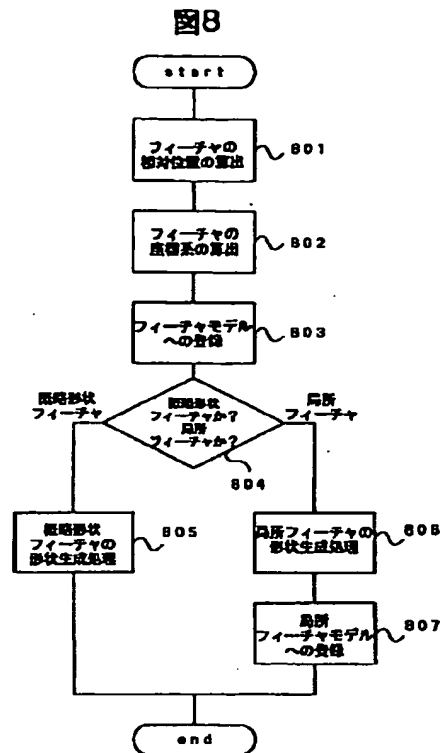 図8
start
フィーチャの
相対位置の算出
801
フィーチャの
座標系の算出
802
フィーチャモデル
への登録
803
概略形状
フィーチャ
概略形状
フィーチャか?
局所
フィーチャか?
局所
フィーチャ
804
概略形状
フィーチャの
形状生成処理
805
局所フィーチャの
形状生成処理
806
局所
フィーチャモデル
への登録
807
end